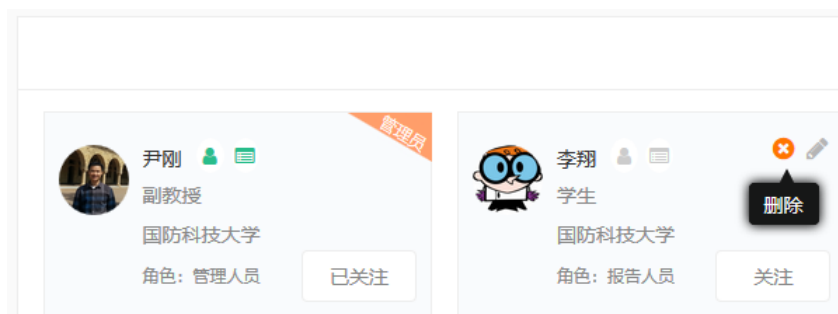 管理员
尹刚
副教授
国防科技大学
角色：管理人员
已关注
李翔
学生
国防科技大学
角色：报告人员
删除
关注